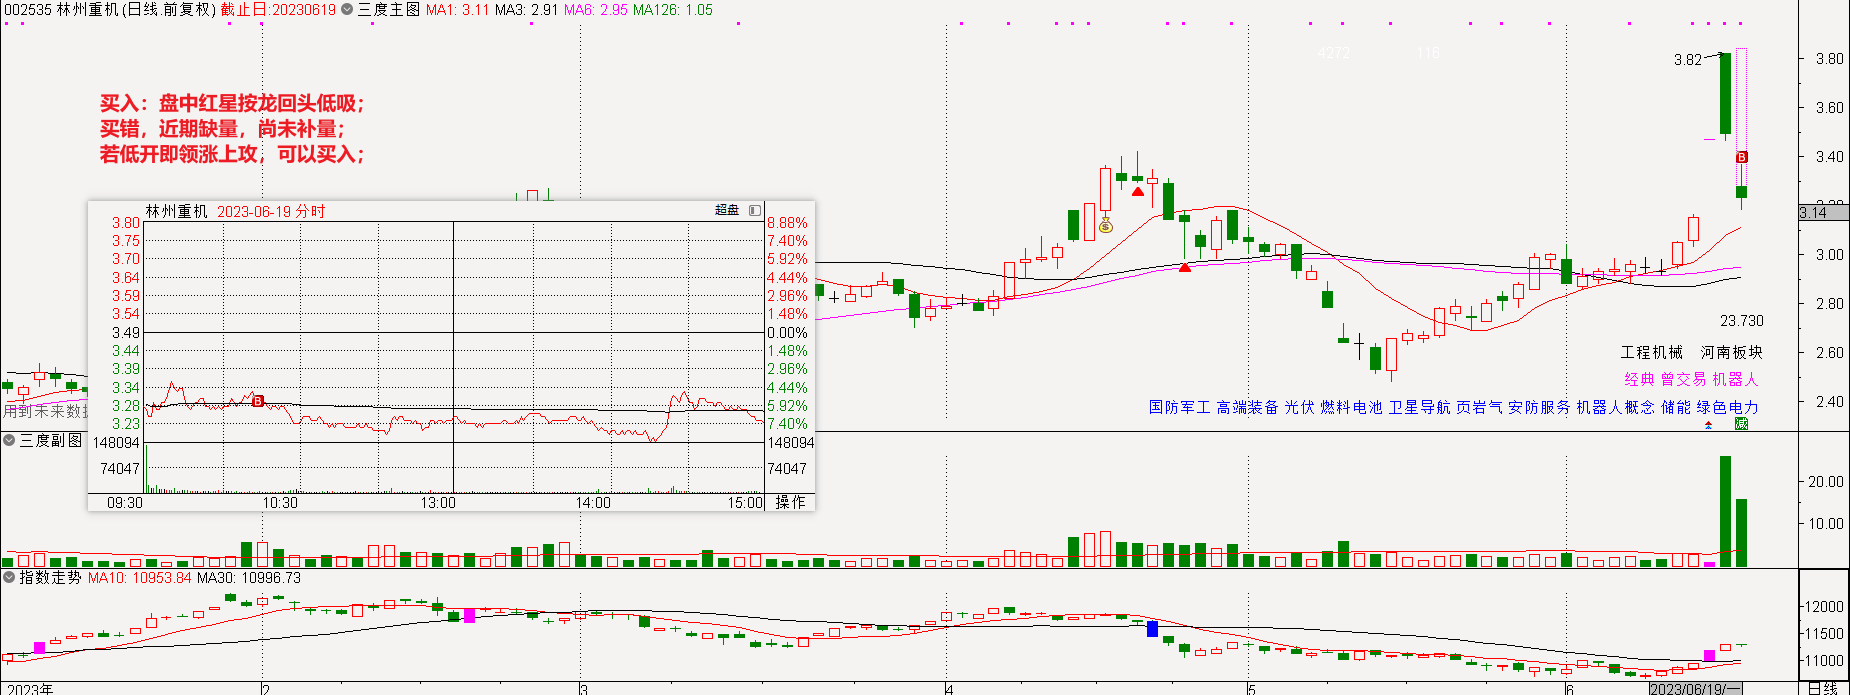 002535 林州重机(日线.前复权) 截止日:20230619 三度主图 MA1: 3.11 MA3: 2.91 MA6: 2.95 MA126: 1.05
4272 118
3.82
3.80
3.60
3.40
3.14
3.00
2.80
2.60
2.40
买入：盘中红星按龙回头低吸；
买错，近期缺量，尚未补量；
若低开即领涨上攻，可以买入；
林州重机 2023-06-19 分时 超盘
3.80 8.88%
3.75 7.40%
3.70 5.92%
3.64 4.44%
3.59 2.96%
3.54 1.48%
3.49 0.00%
3.44 1.48%
3.39 2.96%
3.34 4.44%
3.28 5.92%
3.23 7.40%
148094 148094
74047 74047
09:30 10:30 13:00 14:00 15:00 操作
B
B
$
23.730
工程机械 河南板块
经典 曾交易 机器人
国防军工 高端装备 光伏 燃料电池 卫星导航 页岩气 安防服务 机器人概念 储能 绿色电力
减
用到未来数据
三度副图
20.00
10.00
指数走势 MA10: 10953.84 MA30: 10996.73
12000
11500
11000
2023年 2 3 4 5 6 2023/06/19/一 日线